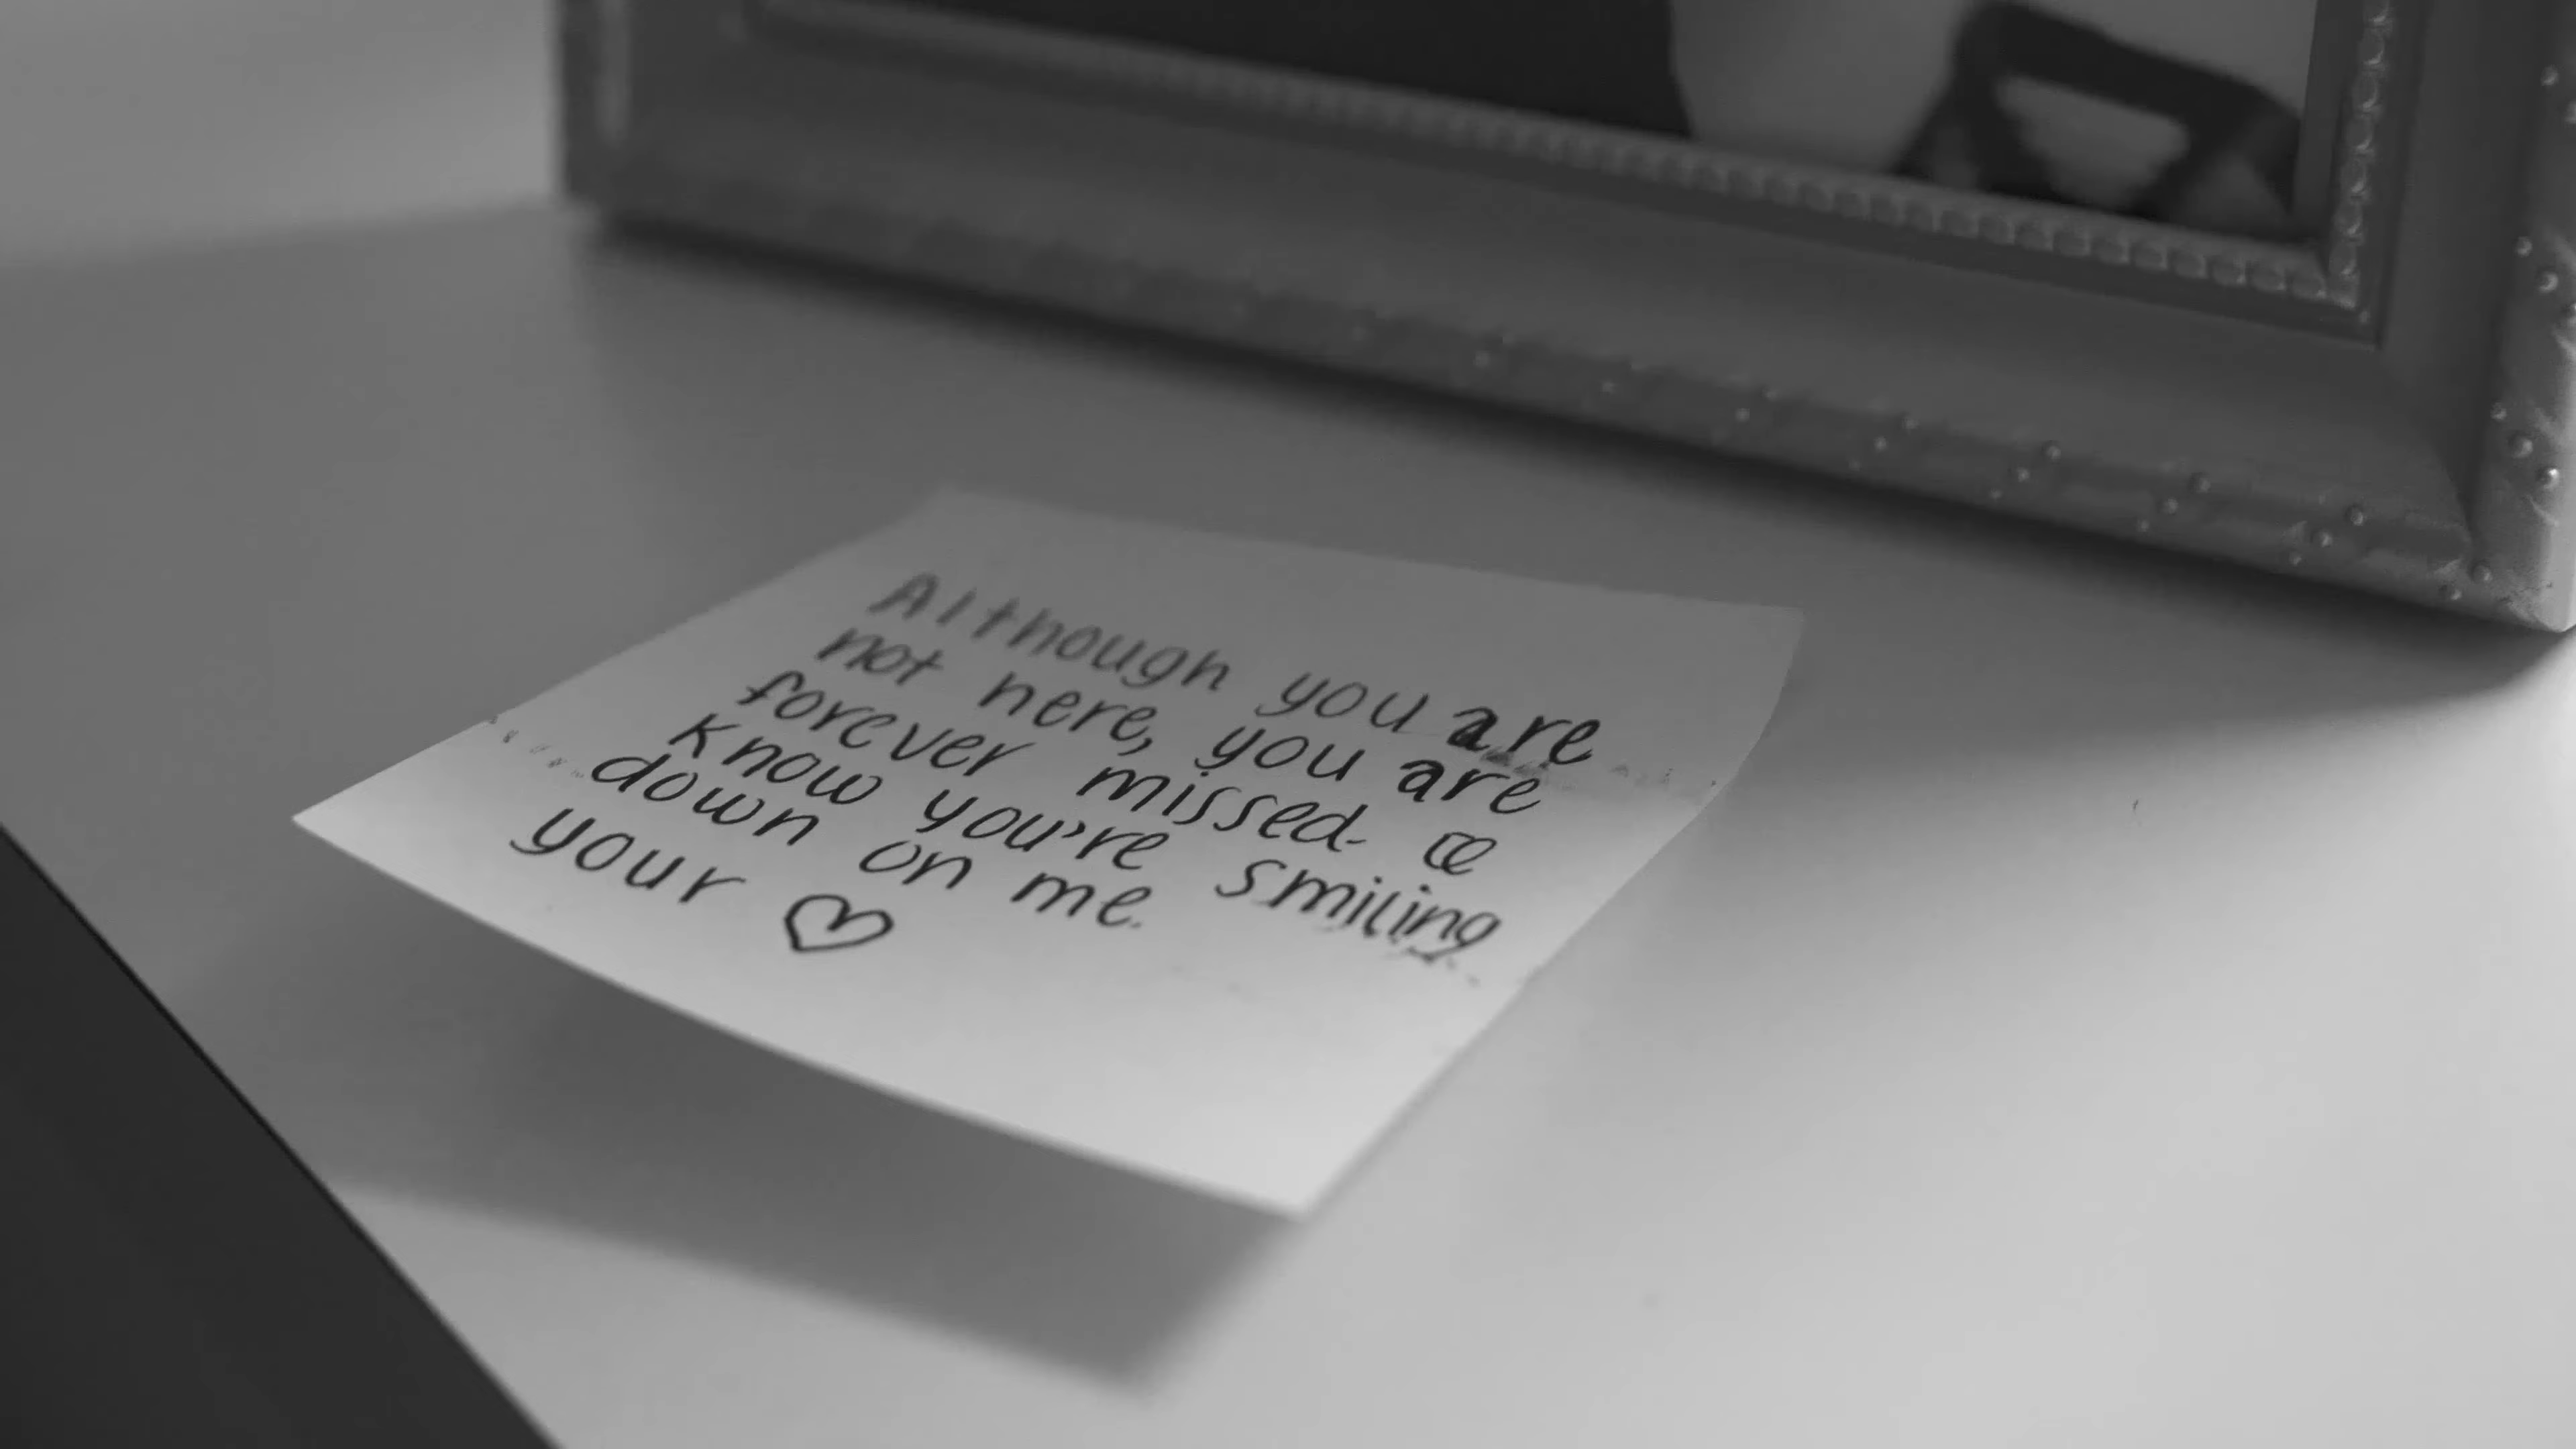 Although you are
not here, you are
forever missed.
know you're smiling
down on me.
your ♡